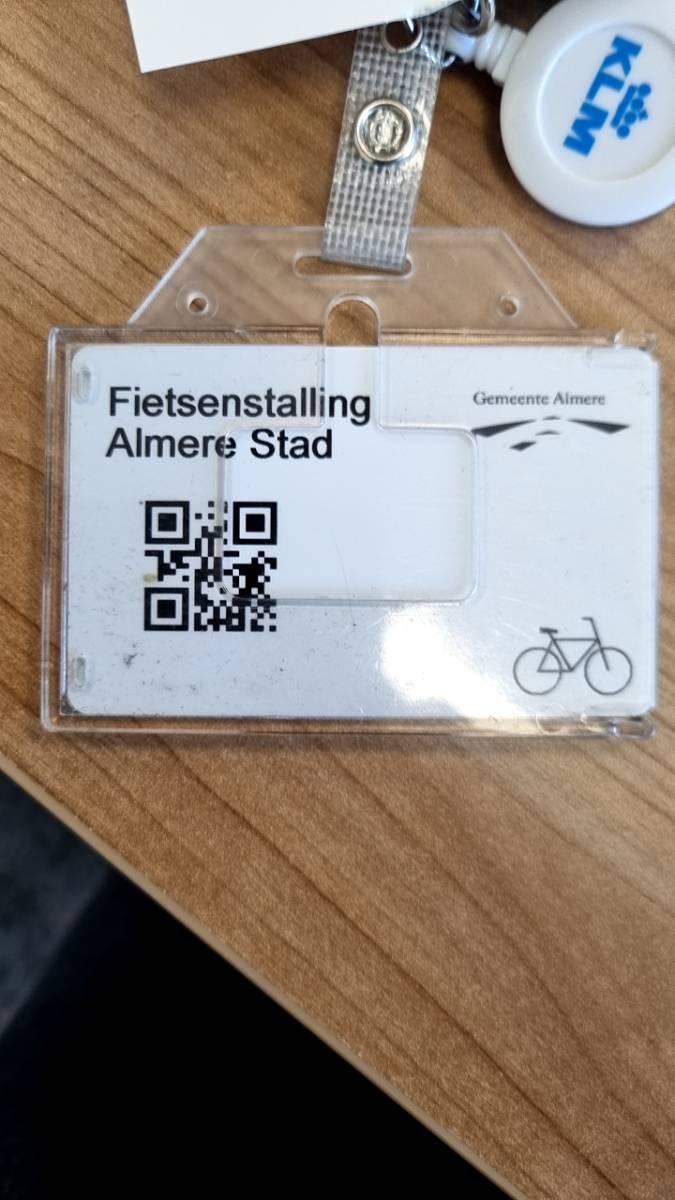 KLM
Fietsenstalling
Almere Stad
Gemeente Almere